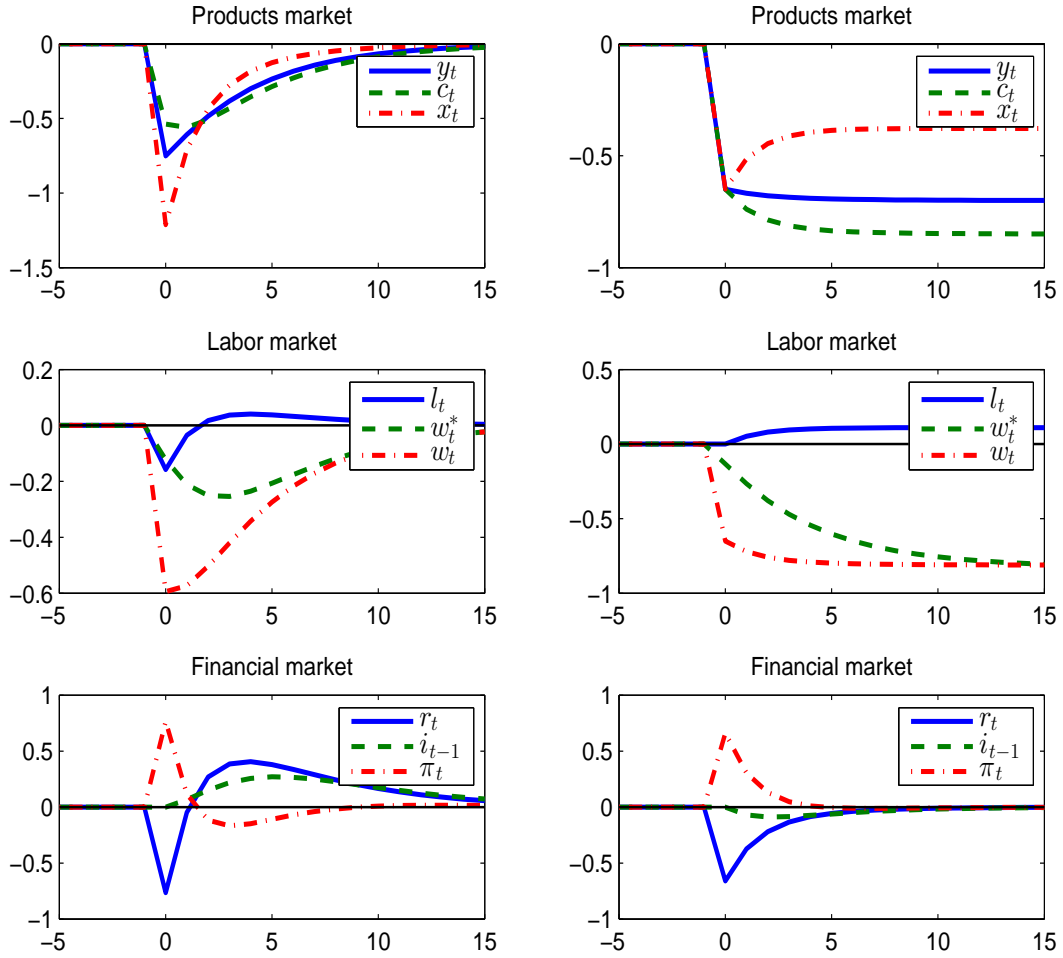 Products market
0
−0.5
−1
−1.5
−5 0 5 10 15
y_t
c_t
x_t
Products market
0
−0.5
−1
−5 0 5 10 15
y_t
c_t
x_t
Labor market
0.2
0
−0.2
−0.4
−0.6
−5 0 5 10 15
l_t
w_t^*
w_t
Labor market
0.5
0
−0.5
−1
−5 0 5 10 15
l_t
w_t^*
w_t
Financial market
1
0.5
0
−0.5
−1
−5 0 5 10 15
r_t
i_{t−1}
π_t
Financial market
1
0.5
0
−0.5
−1
−5 0 5 10 15
r_t
i_{t−1}
π_t